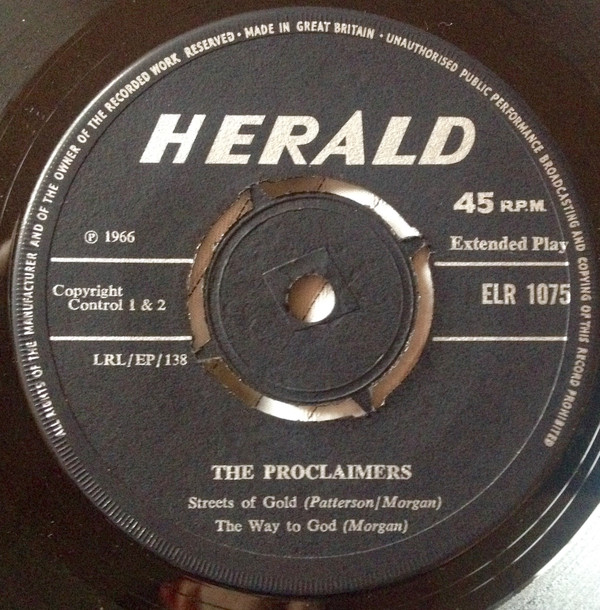 ALL RIGHTS OF THE MANUFACTURER AND OF THE OWNER OF THE RECORDED WORK RESERVED · MADE IN GREAT BRITAIN · UNAUTHORISED PUBLIC PERFORMANCE BROADCASTING AND COPYING OF THIS RECORD PROHIBITED
HERALD
45 R.P.M.
℗ 1966
Extended Play
Copyright
Control 1 & 2
ELR 1075
LRL/EP/138
THE PROCLAIMERS
Streets of Gold (Patterson/Morgan)
The Way to God (Morgan)